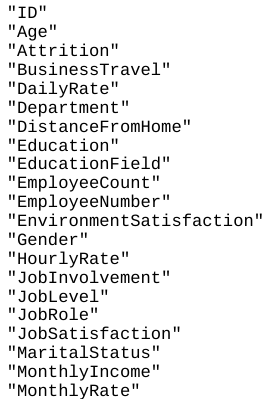 "ID"
"Age"
"Attrition"
"BusinessTravel"
"DailyRate"
"Department"
"DistanceFromHome"
"Education"
"EducationField"
"EmployeeCount"
"EmployeeNumber"
"EnvironmentSatisfaction"
"Gender"
"HourlyRate"
"JobInvolvement"
"JobLevel"
"JobRole"
"JobSatisfaction"
"MaritalStatus"
"MonthlyIncome"
"MonthlyRate"